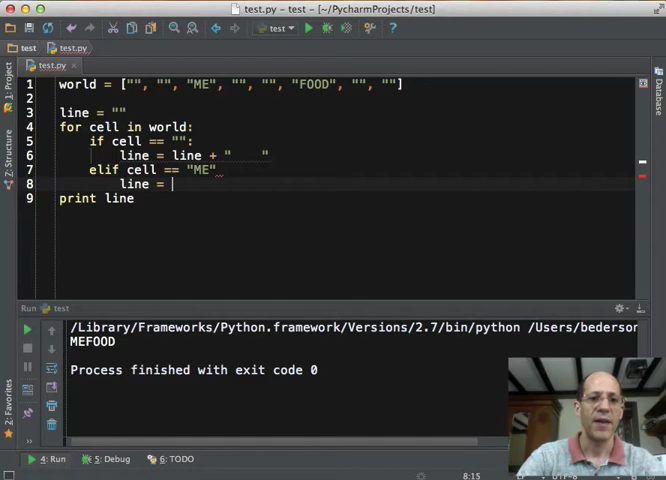 test.py - test - [~/PycharmProjects/test]
test
test test.py
test.py
1 world = ["", "", "ME", "", "", "FOOD", "", ""]
2
3 line = ""
4 for cell in world:
5 if cell == "":
6 line = line + "    "
7 elif cell == "ME"
8 line =
9 print line
1: Project
7: Structure
2: Favorites
Database
Run test
/Library/Frameworks/Python.framework/Versions/2.7/bin/python /Users/bederson
MEFOOD
Process finished with exit code 0
4: Run 5: Debug 6: TODO
8:15 UTF-8